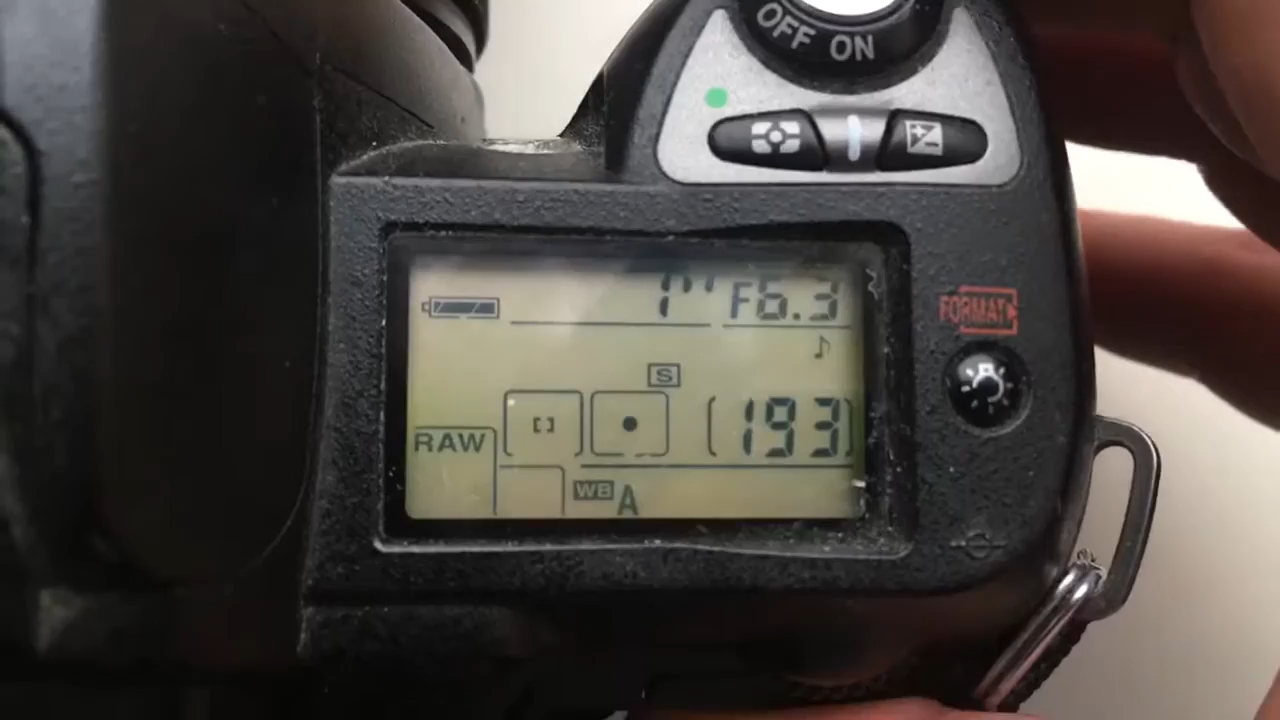 OFF ON
1" F6.3
FORMAT
S
RAW [193]
WB A